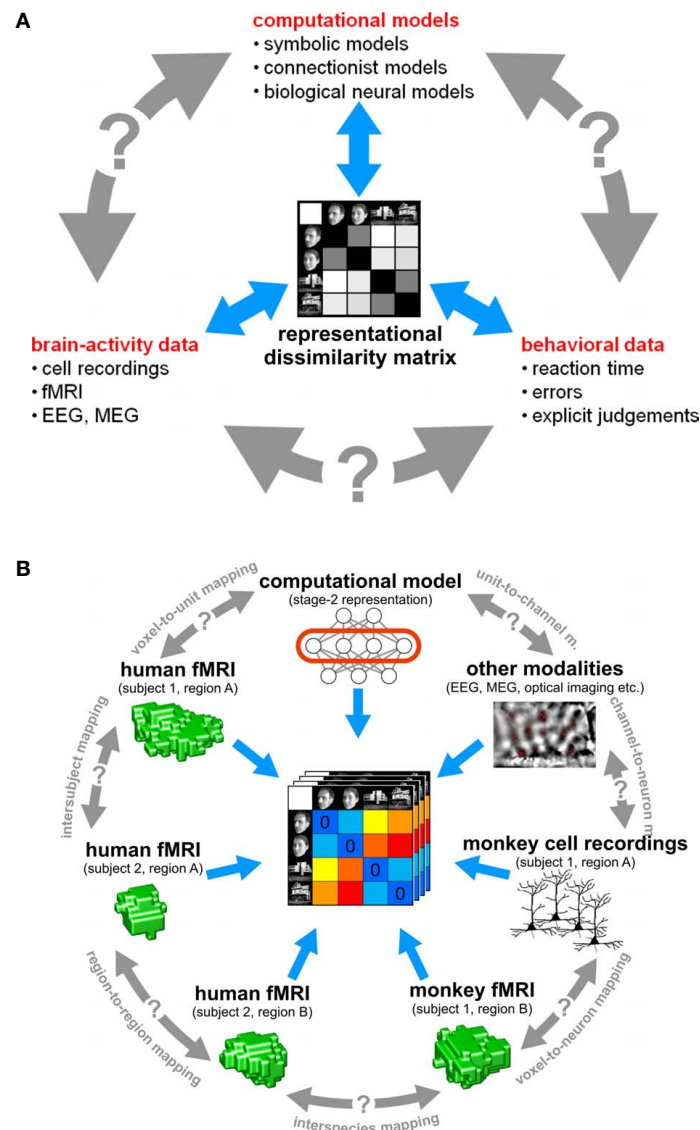 A
computational models
• symbolic models
• connectionist models
• biological neural models
?
?
representational
dissimilarity matrix
brain-activity data
• cell recordings
• fMRI
• EEG, MEG
behavioral data
• reaction time
• errors
• explicit judgements
?
B
computational model
(stage-2 representation)
voxel-to-unit mapping
?
unit-to-channel m.
?
human fMRI
(subject 1, region A)
other modalities
(EEG, MEG, optical imaging etc.)
intersubject mapping
?
channel-to-neuron m.
?
0
0
0
0
human fMRI
(subject 2, region A)
monkey cell recordings
(subject 1, region A)
human fMRI
(subject 2, region B)
monkey fMRI
(subject 1, region B)
region-to-region mapping
?
voxel-to-neuron mapping
?
?
interspecies mapping